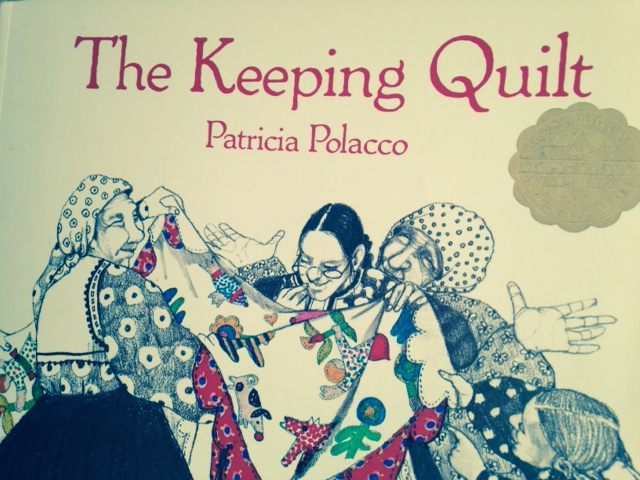 The Keeping Quilt
Patricia Polacco